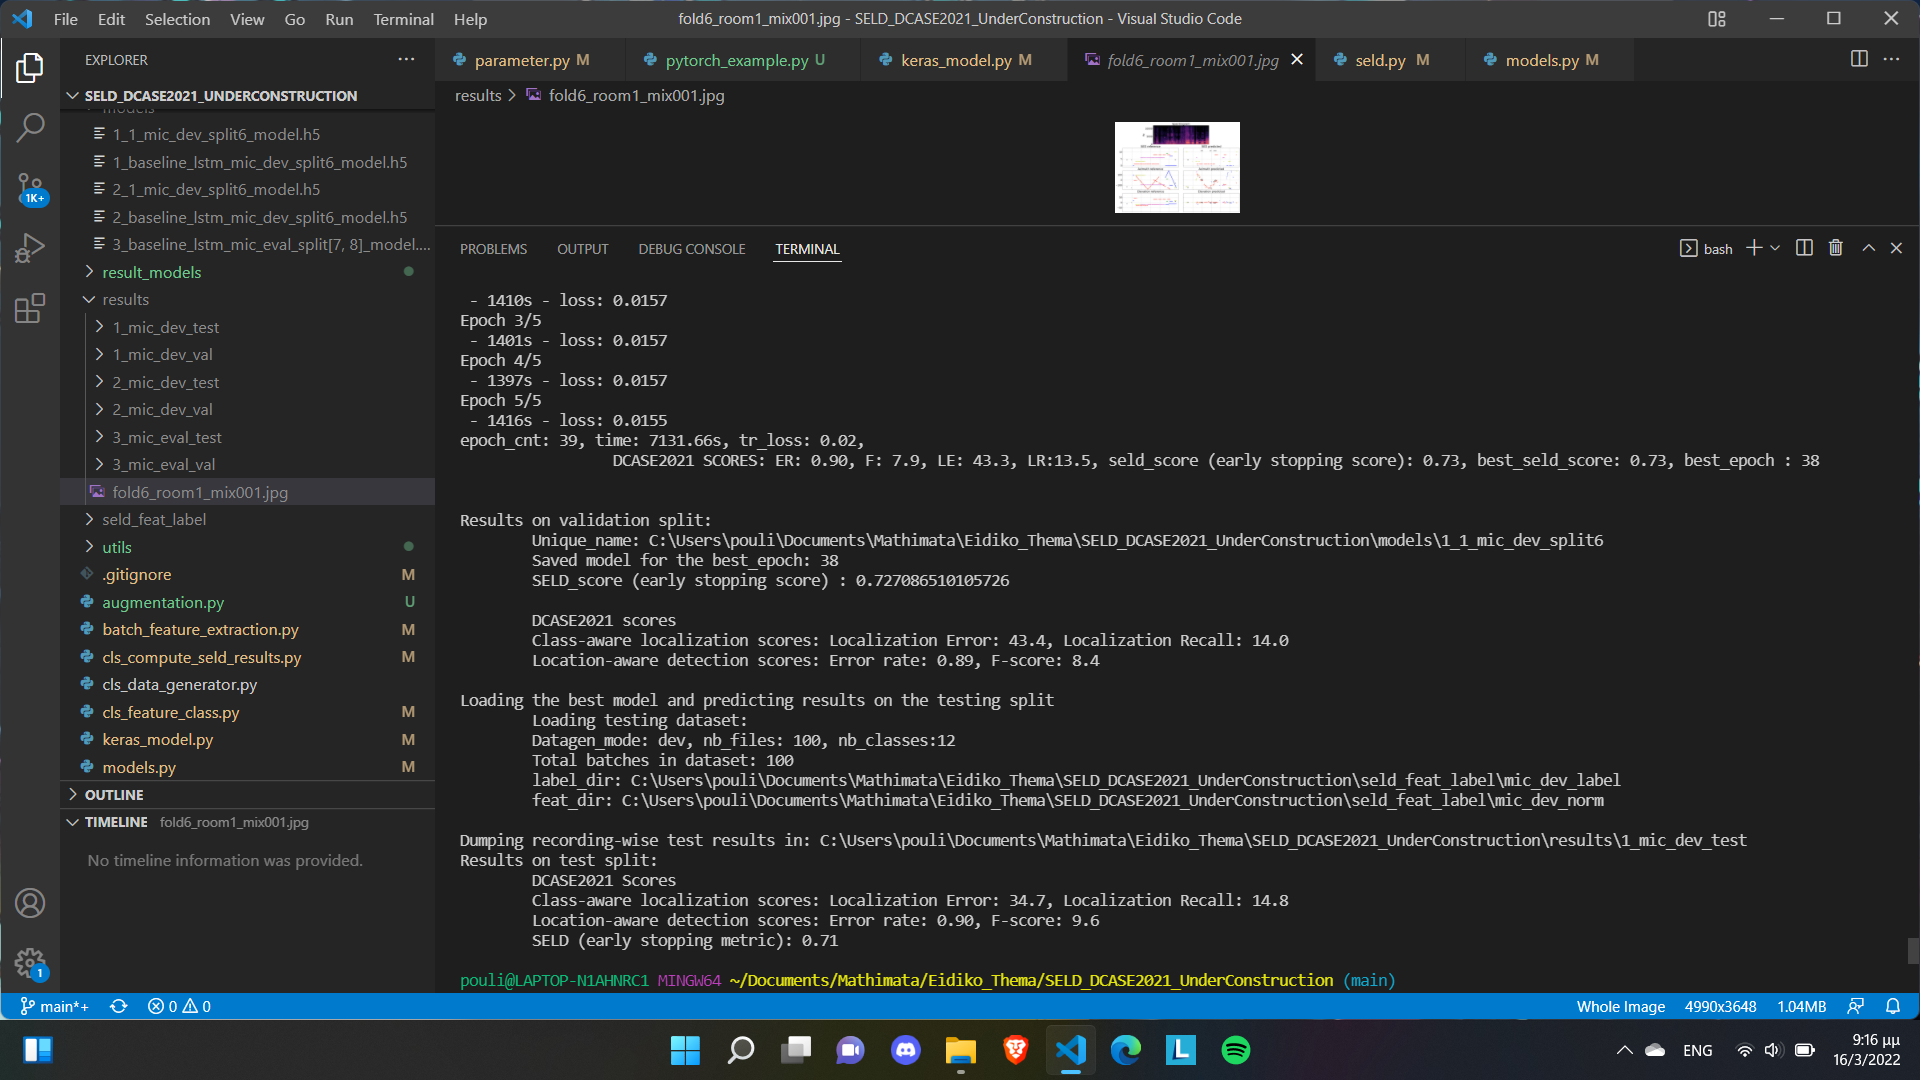 File Edit Selection View Go Run Terminal Help
fold6_room1_mix001.jpg - SELD_DCASE2021_UnderConstruction - Visual Studio Code
EXPLORER
parameter.py M
pytorch_example.py U
keras_model.py M
fold6_room1_mix001.jpg
seld.py M
models.py M
results > fold6_room1_mix001.jpg
SELD_DCASE2021_UNDERCONSTRUCTION
models
1_1_mic_dev_split6_model.h5
1_baseline_lstm_mic_dev_split6_model.h5
2_1_mic_dev_split6_model.h5
2_baseline_lstm_mic_dev_split6_model.h5
3_baseline_lstm_mic_eval_split[7, 8]_model....
result_models
results
1_mic_dev_test
1_mic_dev_val
2_mic_dev_test
2_mic_dev_val
3_mic_eval_test
3_mic_eval_val
fold6_room1_mix001.jpg
seld_feat_label
utils
.gitignore M
augmentation.py U
batch_feature_extraction.py M
cls_compute_seld_results.py M
cls_data_generator.py
cls_feature_class.py M
keras_model.py M
models.py M
OUTLINE
TIMELINE fold6_room1_mix001.jpg
No timeline information was provided.
1K+
1
PROBLEMS OUTPUT DEBUG CONSOLE TERMINAL
bash
- 1410s - loss: 0.0157
Epoch 3/5
- 1401s - loss: 0.0157
Epoch 4/5
- 1397s - loss: 0.0157
Epoch 5/5
- 1416s - loss: 0.0155
epoch_cnt: 39, time: 7131.66s, tr_loss: 0.02,
DCASE2021 SCORES: ER: 0.90, F: 7.9, LE: 43.3, LR:13.5, seld_score (early stopping score): 0.73, best_seld_score: 0.73, best_epoch : 38
Results on validation split:
Unique_name: C:\Users\pouli\Documents\Mathimata\Eidiko_Thema\SELD_DCASE2021_UnderConstruction\models\1_1_mic_dev_split6
Saved model for the best_epoch: 38
SELD_score (early stopping score) : 0.727086510105726
DCASE2021 scores
Class-aware localization scores: Localization Error: 43.4, Localization Recall: 14.0
Location-aware detection scores: Error rate: 0.89, F-score: 8.4
Loading the best model and predicting results on the testing split
Loading testing dataset:
Datagen_mode: dev, nb_files: 100, nb_classes:12
Total batches in dataset: 100
label_dir: C:\Users\pouli\Documents\Mathimata\Eidiko_Thema\SELD_DCASE2021_UnderConstruction\seld_feat_label\mic_dev_label
feat_dir: C:\Users\pouli\Documents\Mathimata\Eidiko_Thema\SELD_DCASE2021_UnderConstruction\seld_feat_label\mic_dev_norm
Dumping recording-wise test results in: C:\Users\pouli\Documents\Mathimata\Eidiko_Thema\SELD_DCASE2021_UnderConstruction\results\1_mic_dev_test
Results on test split:
DCASE2021 Scores
Class-aware localization scores: Localization Error: 34.7, Localization Recall: 14.8
Location-aware detection scores: Error rate: 0.90, F-score: 9.6
SELD (early stopping metric): 0.71
pouli@LAPTOP-N1AHNRC1 MINGW64 ~/Documents/Mathimata/Eidiko_Thema/SELD_DCASE2021_UnderConstruction (main)
main*+ 0 0
Whole Image 4990x3648 1.04MB
ENG
9:16 μμ
16/3/2022